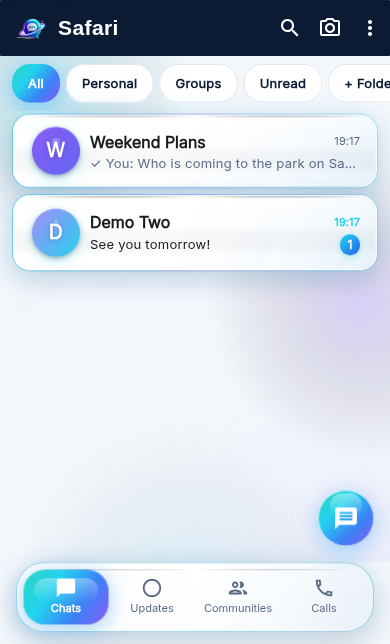 Safari
All Personal Groups Unread + Folde
W Weekend Plans 19:17
✓ You: Who is coming to the park on Sa...
D Demo Two 19:17
See you tomorrow! 1
Chats Updates Communities Calls